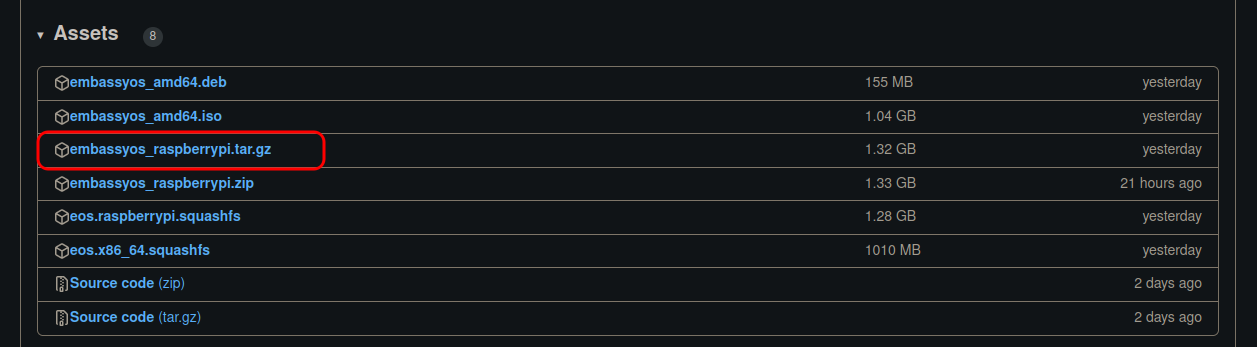 Assets 8
embassyos_amd64.deb 155 MB yesterday
embassyos_amd64.iso 1.04 GB yesterday
embassyos_raspberrypi.tar.gz 1.32 GB yesterday
embassyos_raspberrypi.zip 1.33 GB 21 hours ago
eos.raspberrypi.squashfs 1.28 GB yesterday
eos.x86_64.squashfs 1010 MB yesterday
Source code (zip) 2 days ago
Source code (tar.gz) 2 days ago